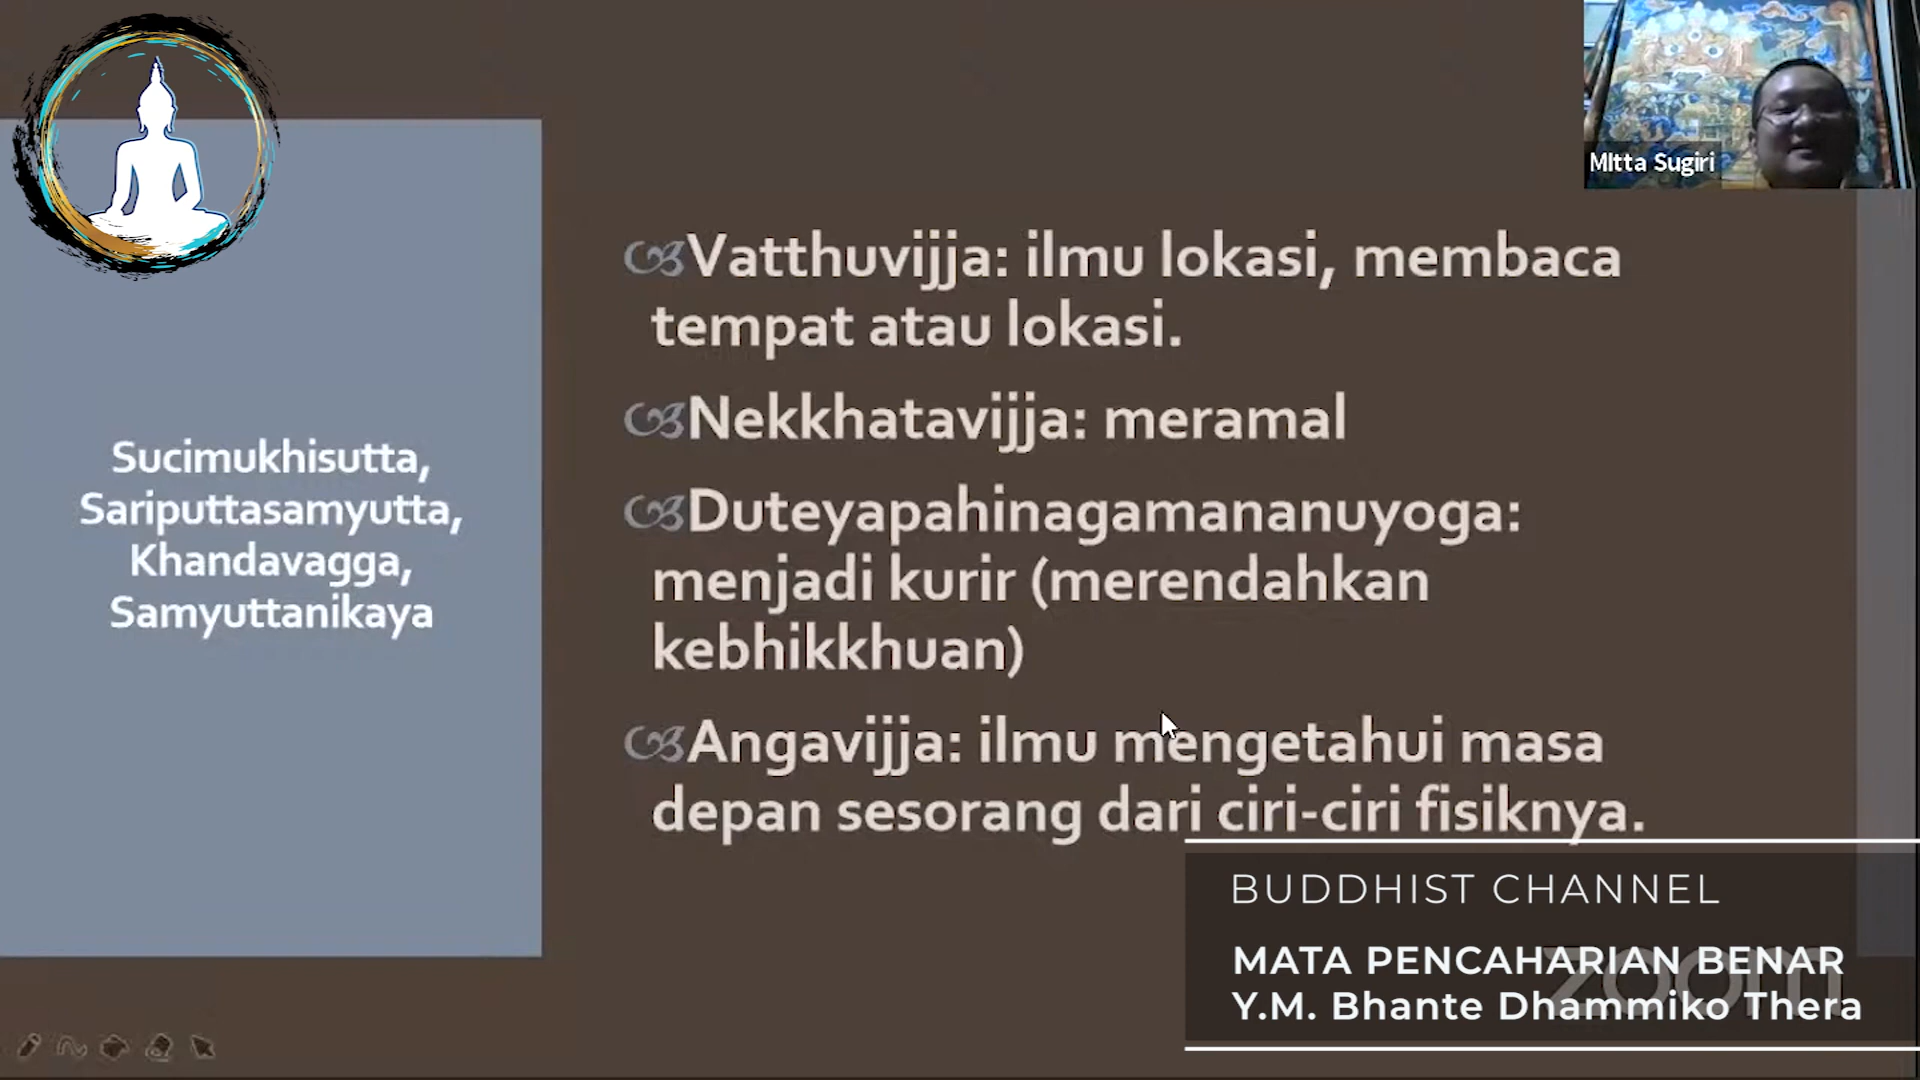 Sucimukhisutta,
Sariputtasamyutta,
Khandavagga,
Samyuttanikaya
Vatthuvijja: ilmu lokasi, membaca
tempat atau lokasi.
Nekkhatavijja: meramal
Duteyapahinagamananuyoga:
menjadi kurir (merendahkan
kebhikkhuan)
Angavijja: ilmu mengetahui masa
depan sesorang dari ciri-ciri fisiknya.
MItta Sugiri
BUDDHIST CHANNEL
MATA PENCAHARIAN BENAR
Y.M. Bhante Dhammiko Thera
zoom